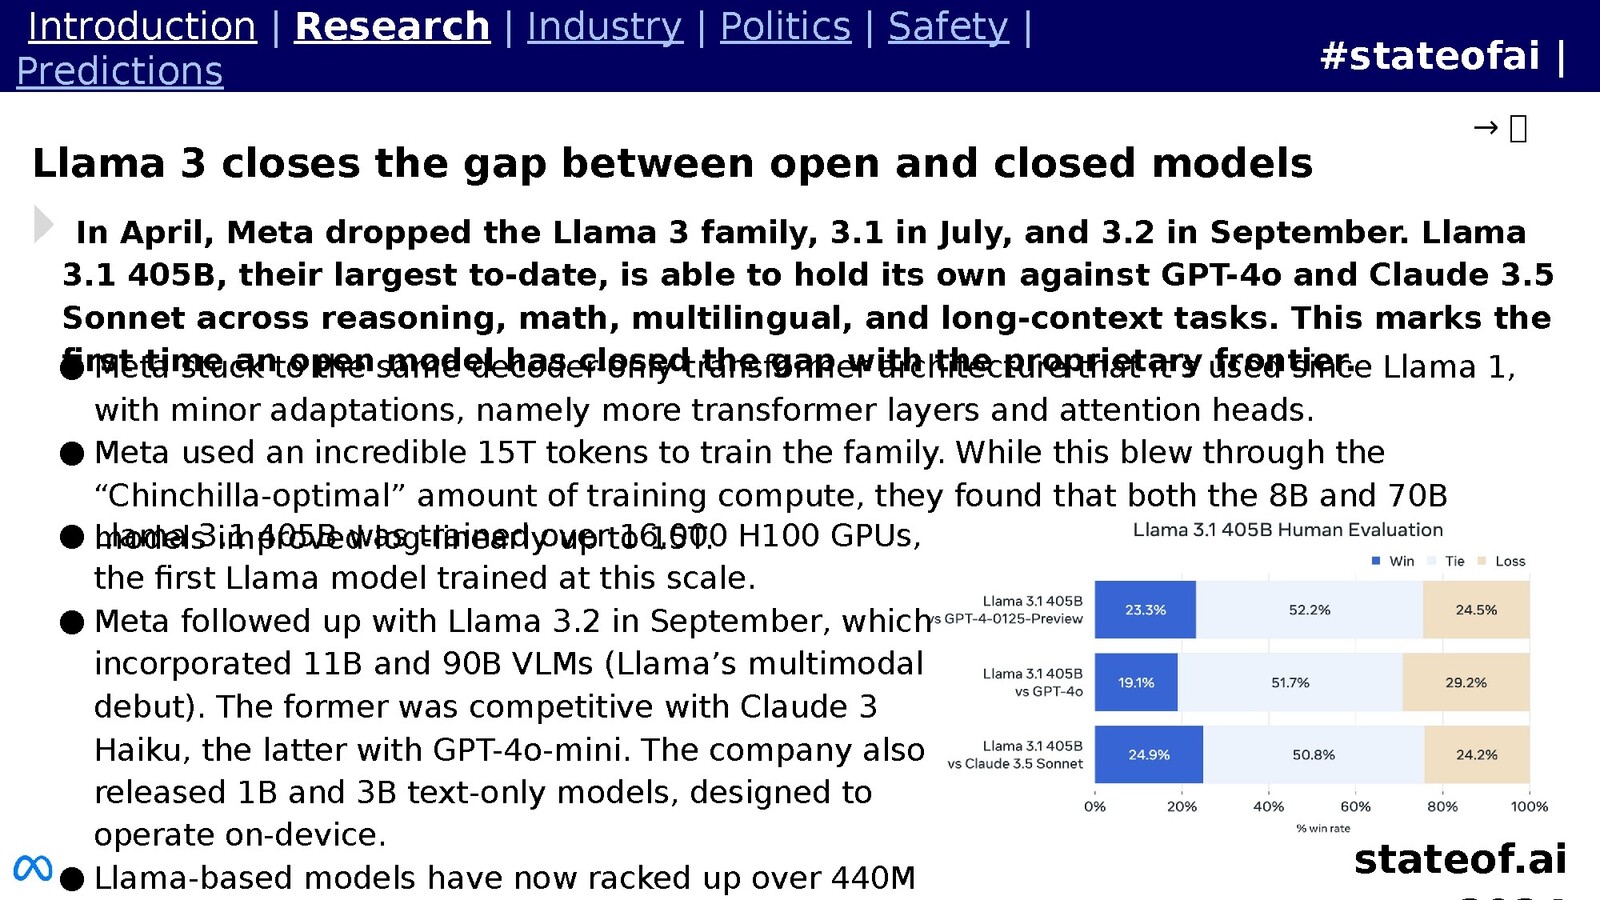 Introduction | Research | Industry | Politics | Safety |
Predictions
#stateofai |
→
Llama 3 closes the gap between open and closed models
In April, Meta dropped the Llama 3 family, 3.1 in July, and 3.2 in September. Llama
3.1 405B, their largest to-date, is able to hold its own against GPT-4o and Claude 3.5
Sonnet across reasoning, math, multilingual, and long-context tasks. This marks the
first time an open model has closed the gap with the proprietary frontier.
● Meta stuck to the same decoder-only transformer architecture that it’s used since Llama 1,
with minor adaptations, namely more transformer layers and attention heads.
● Meta used an incredible 15T tokens to train the family. While this blew through the
“Chinchilla-optimal” amount of training compute, they found that both the 8B and 70B
models improved log-linearly up to 15T.
● Llama 3.1 405B was trained over 16,000 H100 GPUs,
the first Llama model trained at this scale.
● Meta followed up with Llama 3.2 in September, which
incorporated 11B and 90B VLMs (Llama’s multimodal
debut). The former was competitive with Claude 3
Haiku, the latter with GPT-4o-mini. The company also
released 1B and 3B text-only models, designed to
operate on-device.
● Llama-based models have now racked up over 440M
Llama 3.1 405B Human Evaluation
Win Tie Loss
Llama 3.1 405B
vs GPT-4-0125-Preview
23.3% 52.2% 24.5%
Llama 3.1 405B
vs GPT-4o
19.1% 51.7% 29.2%
Llama 3.1 405B
vs Claude 3.5 Sonnet
24.9% 50.8% 24.2%
0% 20% 40% 60% 80% 100%
% win rate
stateof.ai